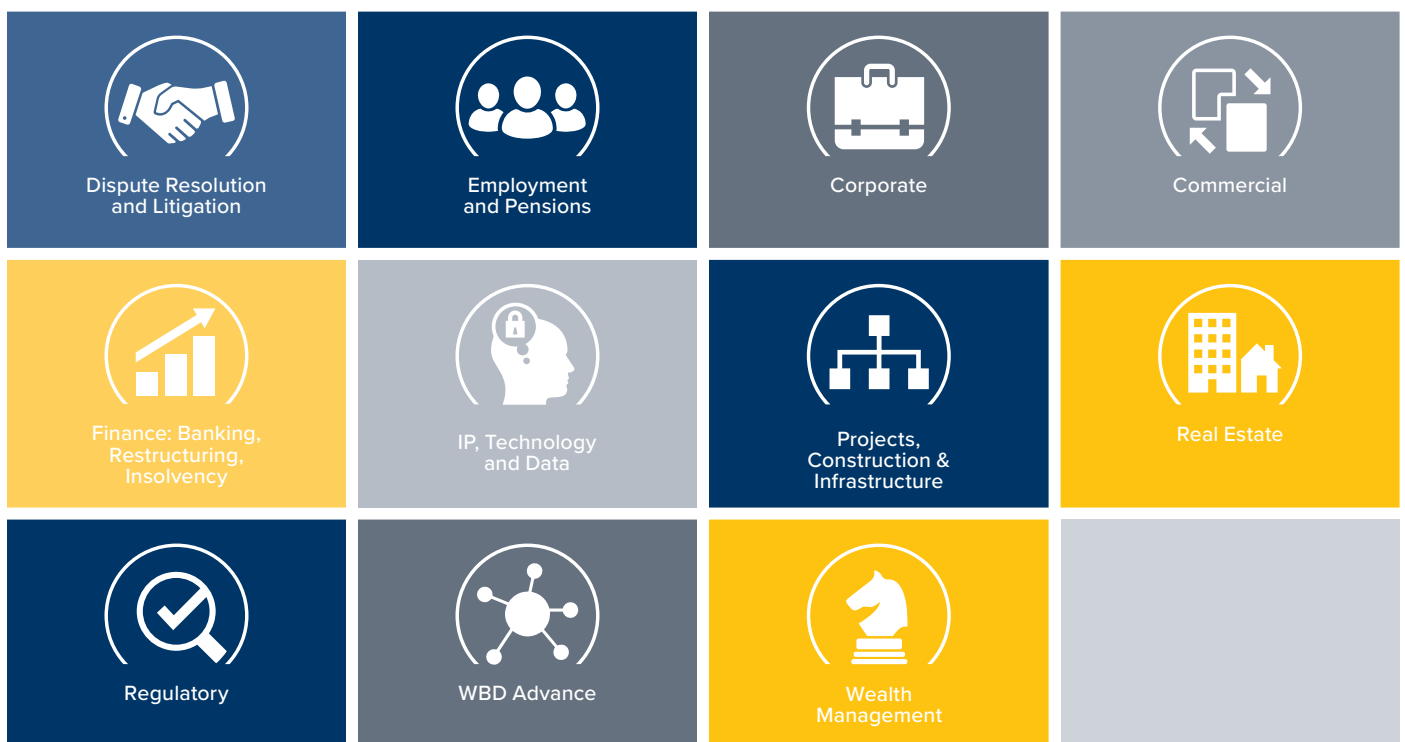 Dispute Resolution
and Litigation
Employment
and Pensions
Corporate
Commercial
Finance: Banking,
Restructuring,
Insolvency
IP, Technology
and Data
Projects,
Construction &
Infrastructure
Real Estate
Regulatory
WBD Advance
Wealth
Management